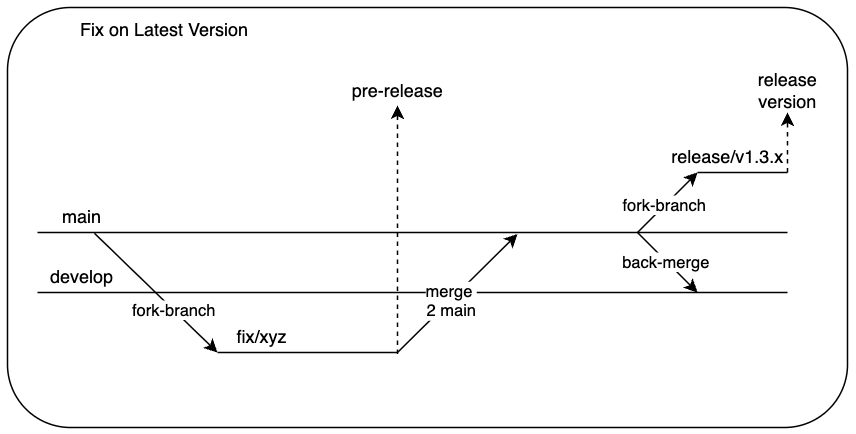 Fix on Latest Version
pre-release
release
version
release/v1.3.x
fork-branch
main
back-merge
develop
merge
2 main
fork-branch
fix/xyz